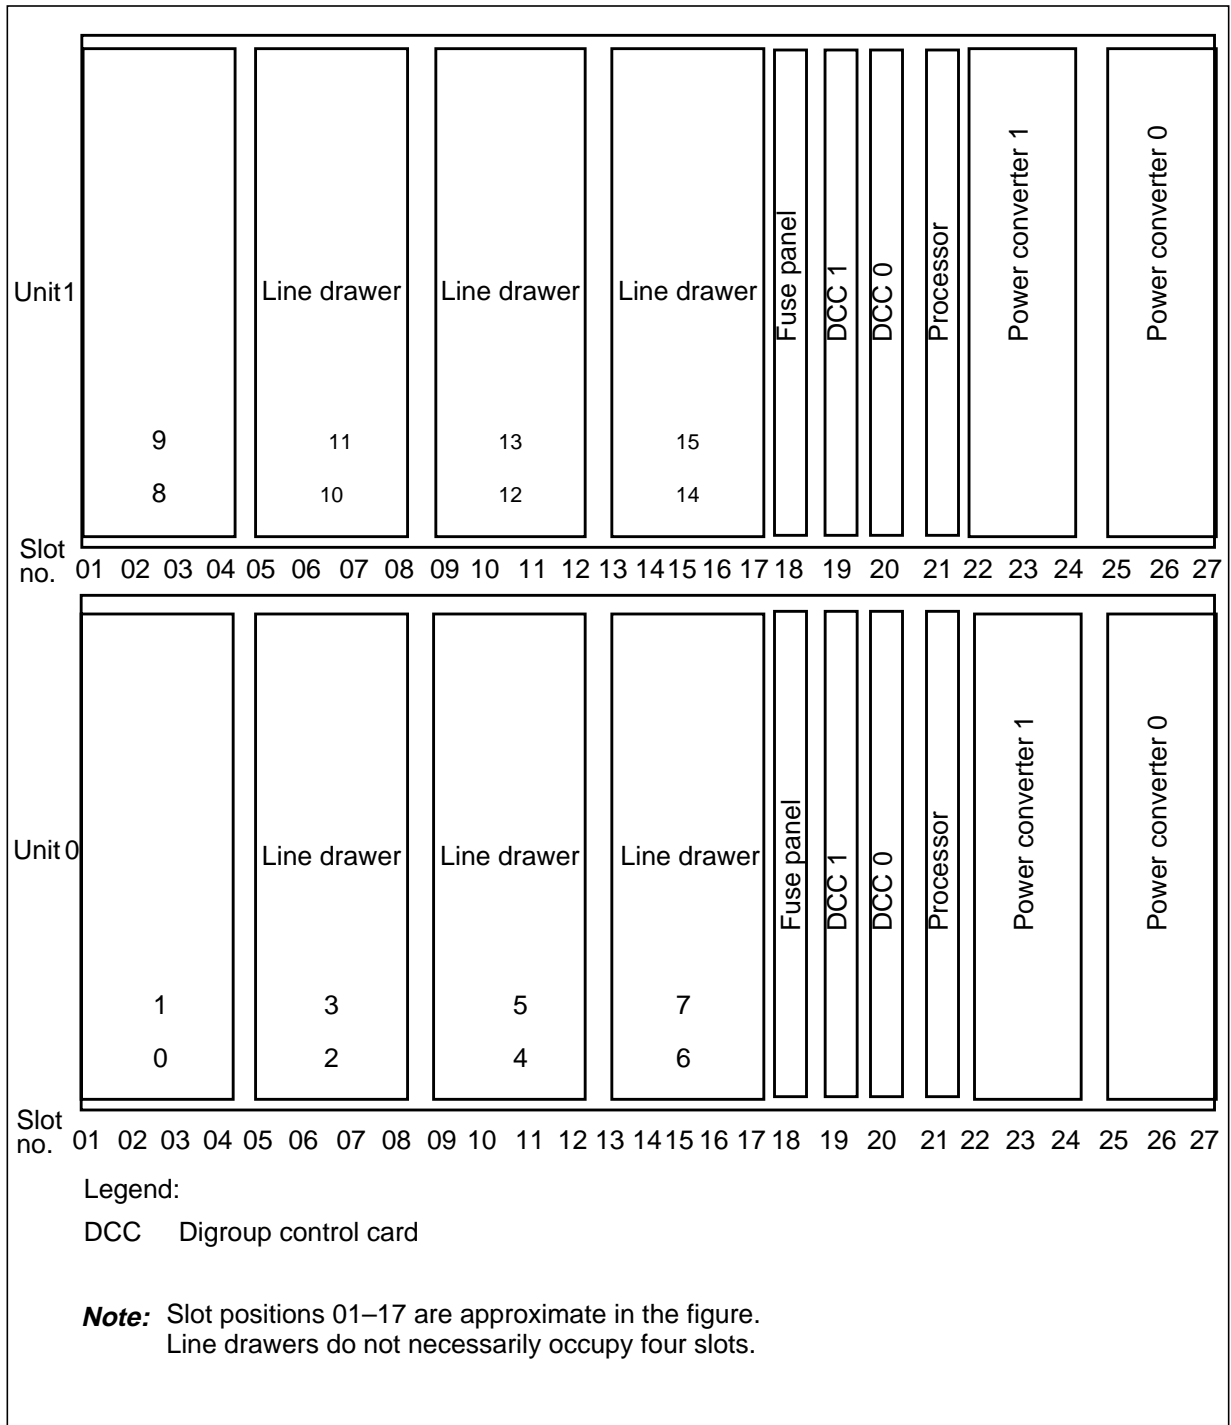 Unit 1
Line drawer
Line drawer
Line drawer
Fuse panel
DCC 1
DCC 0
Processor
Power converter 1
Power converter 0
9 11 13 15
8 10 12 14
Slot
no. 01 02 03 04 05 06 07 08 09 10 11 12 13 14 15 16 17 18 19 20 21 22 23 24 25 26 27
Unit 0
Line drawer
Line drawer
Line drawer
Fuse panel
DCC 1
DCC 0
Processor
Power converter 1
Power converter 0
1 3 5 7
0 2 4 6
Slot
no. 01 02 03 04 05 06 07 08 09 10 11 12 13 14 15 16 17 18 19 20 21 22 23 24 25 26 27
Legend:
DCC Digroup control card
Note: Slot positions 01–17 are approximate in the figure.
Line drawers do not necessarily occupy four slots.